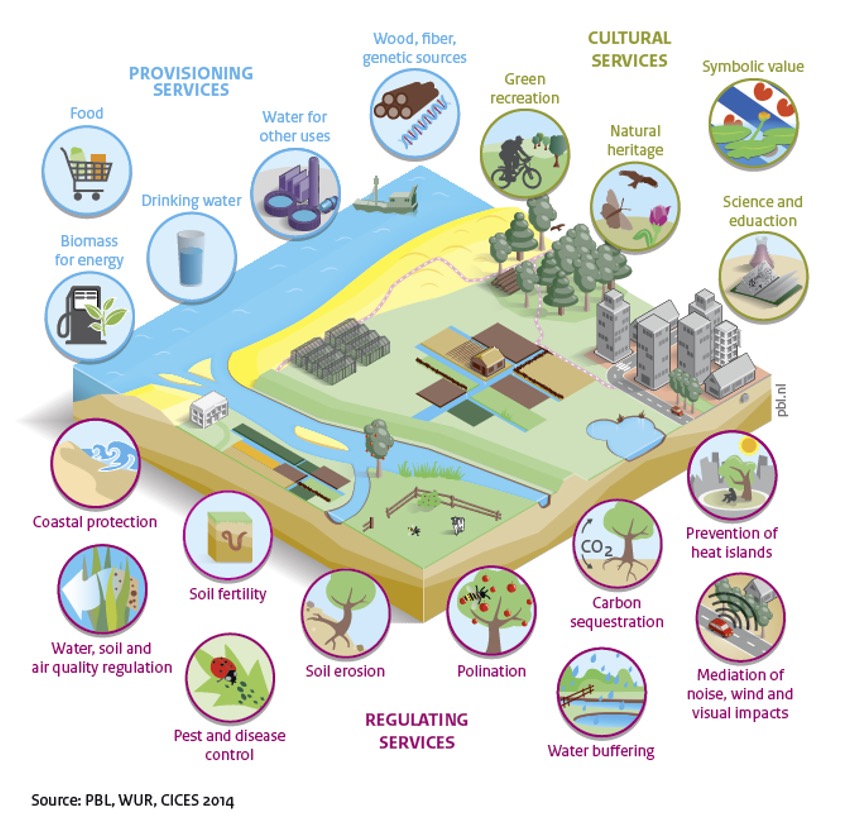 PROVISIONING
SERVICES
Food
Water for
other uses
Wood, fiber,
genetic sources
Drinking water
Biomass
for energy
CULTURAL
SERVICES
Green
recreation
Symbolic value
Natural
heritage
Science and
eduaction
pbl.nl
Coastal protection
Soil fertility
Water, soil and
air quality regulation
Pest and disease
control
Soil erosion
Polination
CO2
Carbon
sequestration
Prevention of
heat islands
Mediation of
noise, wind and
visual impacts
Water buffering
REGULATING
SERVICES
Source: PBL, WUR, CICES 2014